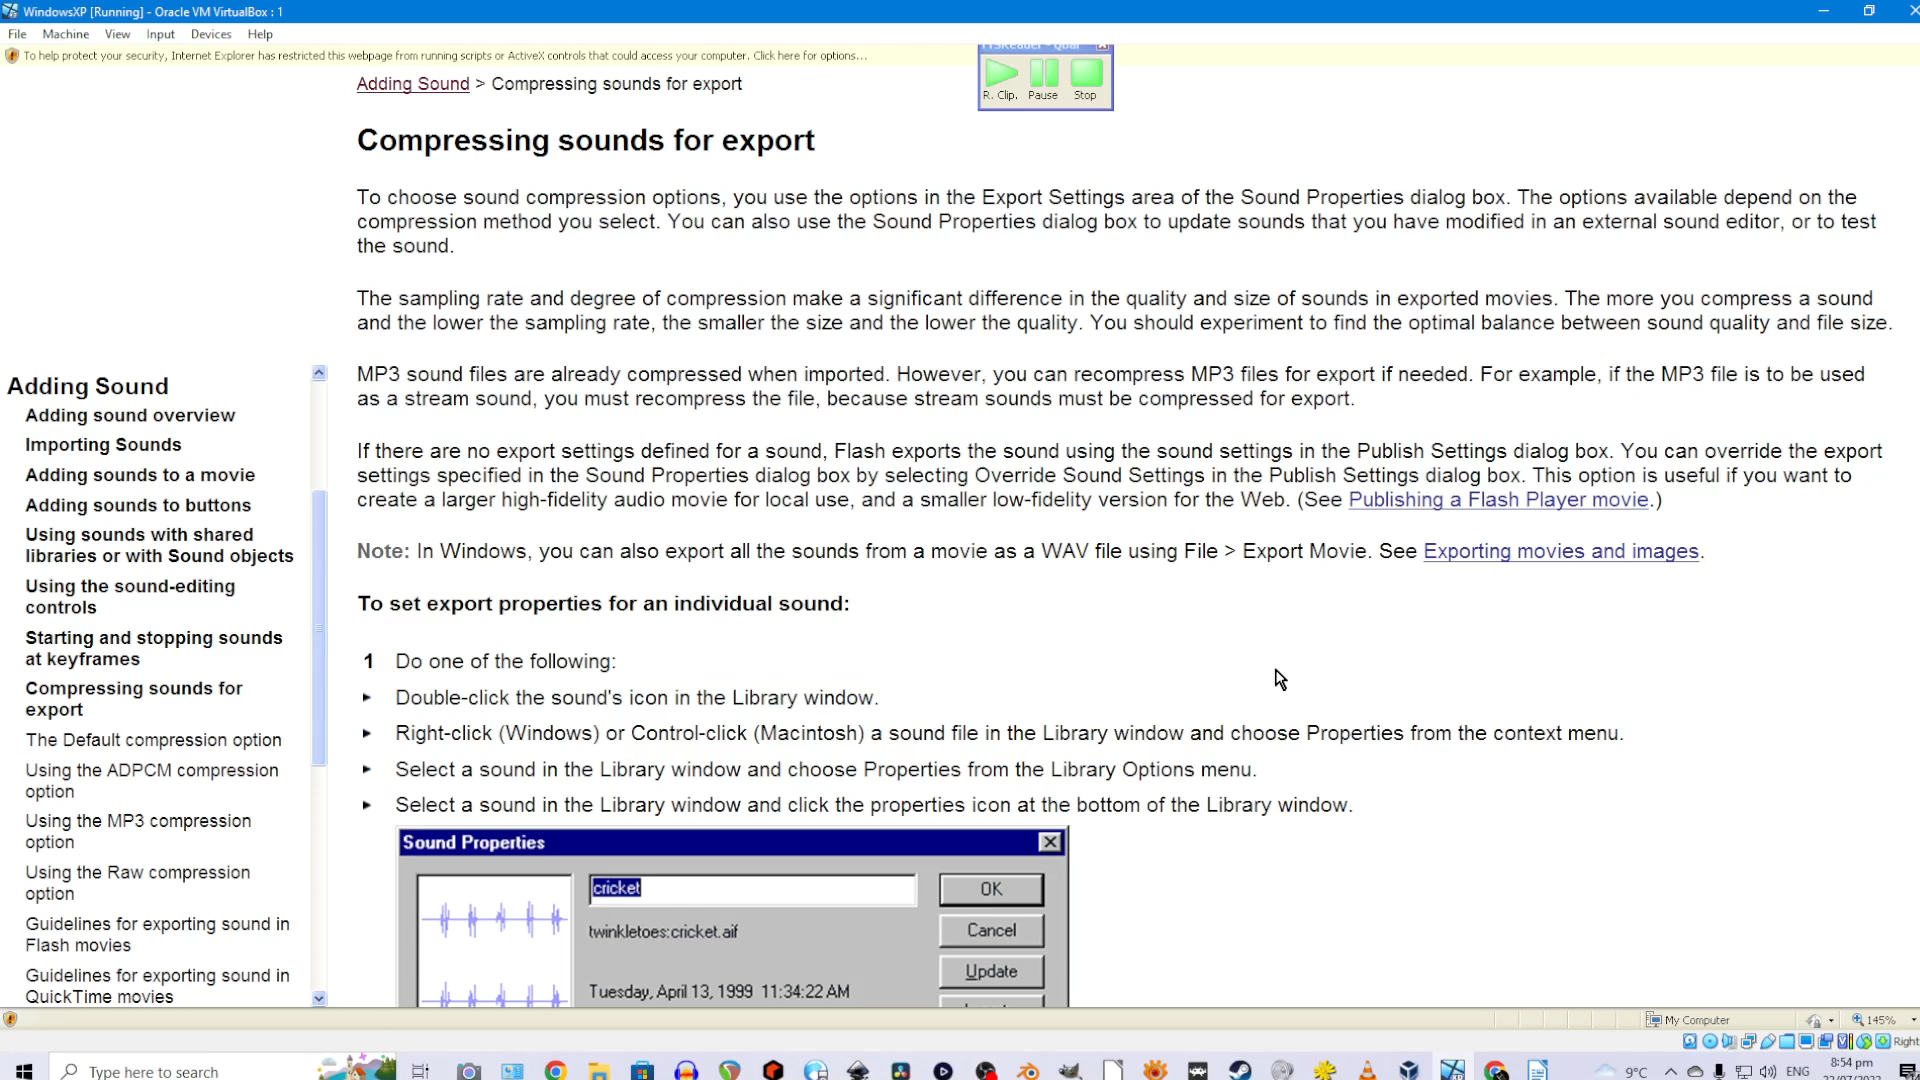 WindowsXP [Running] - Oracle VM VirtualBox : 1
File Machine View Input Devices Help
To help protect your security, Internet Explorer has restricted this webpage from running scripts or ActiveX controls that could access your computer. Click here for options...
R. Clip. Pause Stop
Adding Sound > Compressing sounds for export
Compressing sounds for export
To choose sound compression options, you use the options in the Export Settings area of the Sound Properties dialog box. The options available depend on the
compression method you select. You can also use the Sound Properties dialog box to update sounds that you have modified in an external sound editor, or to test
the sound.
The sampling rate and degree of compression make a significant difference in the quality and size of sounds in exported movies. The more you compress a sound
and the lower the sampling rate, the smaller the size and the lower the quality. You should experiment to find the optimal balance between sound quality and file size.
MP3 sound files are already compressed when imported. However, you can recompress MP3 files for export if needed. For example, if the MP3 file is to be used
as a stream sound, you must recompress the file, because stream sounds must be compressed for export.
If there are no export settings defined for a sound, Flash exports the sound using the sound settings in the Publish Settings dialog box. You can override the export
settings specified in the Sound Properties dialog box by selecting Override Sound Settings in the Publish Settings dialog box. This option is useful if you want to
create a larger high-fidelity audio movie for local use, and a smaller low-fidelity version for the Web. (See Publishing a Flash Player movie.)
Note: In Windows, you can also export all the sounds from a movie as a WAV file using File > Export Movie. See Exporting movies and images.
To set export properties for an individual sound:
1 Do one of the following:
Double-click the sound's icon in the Library window.
Right-click (Windows) or Control-click (Macintosh) a sound file in the Library window and choose Properties from the context menu.
Select a sound in the Library window and choose Properties from the Library Options menu.
Select a sound in the Library window and click the properties icon at the bottom of the Library window.
Sound Properties
cricket
OK
twinkletoes:cricket.aif
Cancel
Update
Tuesday, April 13, 1999 11:34:22 AM
Adding Sound
Adding sound overview
Importing Sounds
Adding sounds to a movie
Adding sounds to buttons
Using sounds with shared
libraries or with Sound objects
Using the sound-editing
controls
Starting and stopping sounds
at keyframes
Compressing sounds for
export
The Default compression option
Using the ADPCM compression
option
Using the MP3 compression
option
Using the Raw compression
option
Guidelines for exporting sound in
Flash movies
Guidelines for exporting sound in
QuickTime movies
My Computer
145%
Right
Type here to search
9°C
ENG
8:54 pm